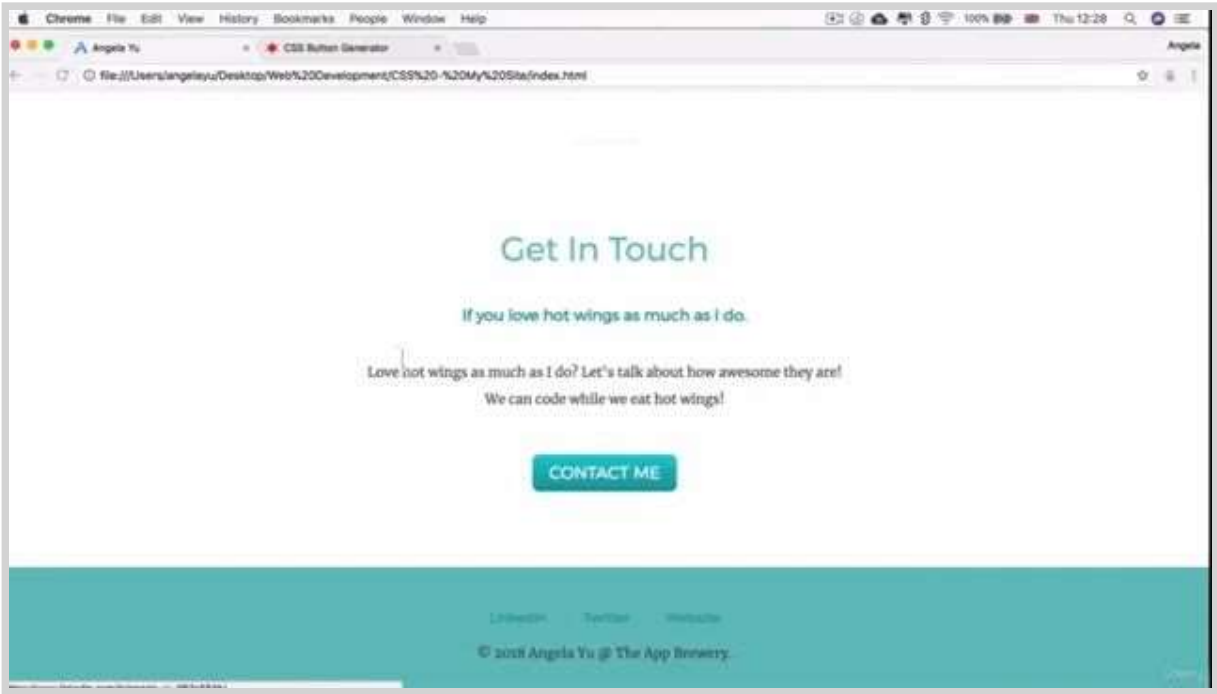 Chrome File Edit View History Bookmarks People Window Help 100% Thu 12:28
Angela Yu CSS Button Generator Angela
file:///Users/angelayu/Desktop/Web%20Development/CSS%20-%20My%20Site/index.html
Get In Touch
If you love hot wings as much as I do.
Love hot wings as much as I do? Let's talk about how awesome they are!
We can code while we eat hot wings!
CONTACT ME
LinkedIn Twitter Website
© 2018 Angela Yu @ The App Brewery.